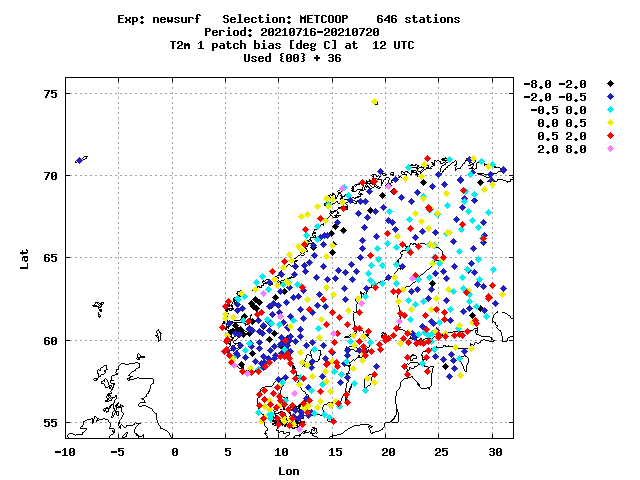 Exp: newsurf Selection: METCOOP 646 stations
Period: 20210716-20210720
T2m 1 patch bias [deg C] at 12 UTC
Used {00} + 36
-8.0 -2.0
-2.0 -0.5
-0.5 0.0
0.0 0.5
0.5 2.0
2.0 8.0
75
70
65
60
55
Lat
-10 -5 0 5 10 15 20 25 30
Lon